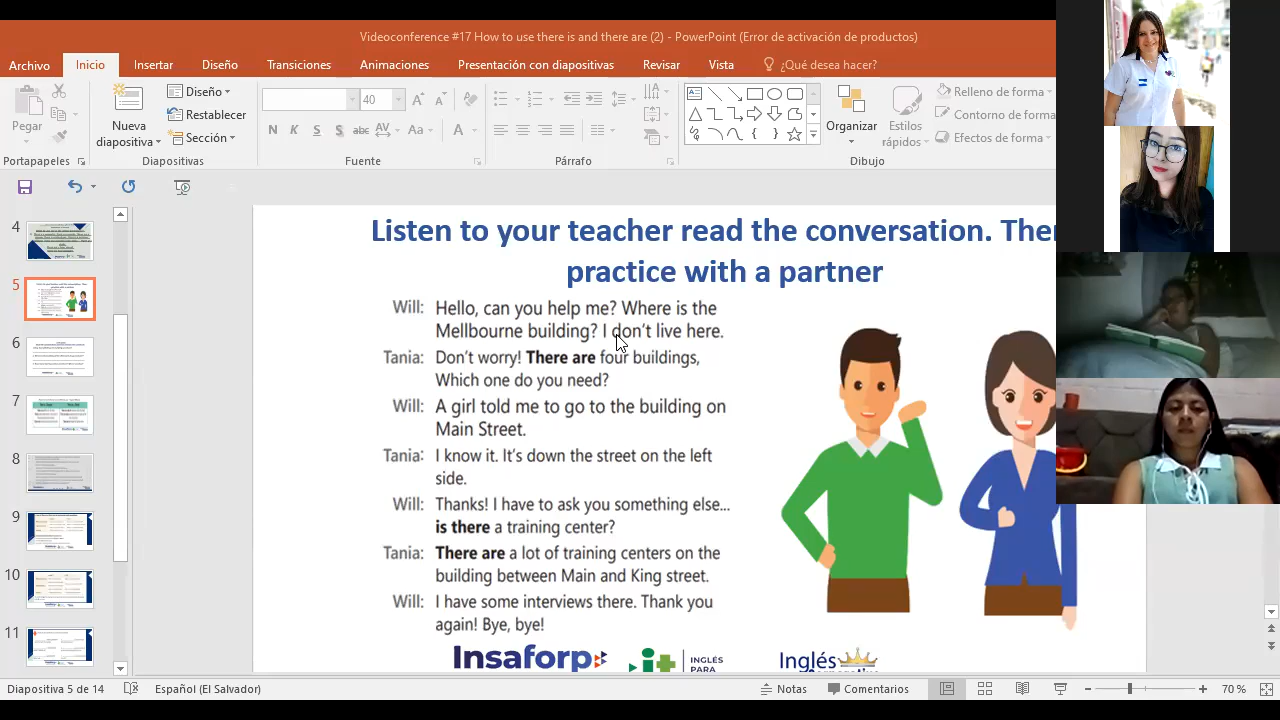 Videoconference #17 How to use there is and there are (2) - PowerPoint (Error de activación de productos)
Archivo Inicio Insertar Diseño Transiciones Animaciones Presentación con diapositivas Revisar Vista ¿Qué desea hacer?
Pegar
Nueva diapositiva
Diseño
Restablecer
Sección
40
N K S S abc AV Aa A
Organizar
Estilos rápidos
Relleno de forma
Contorno de forma
Efectos de forma
Portapapeles Diapositivas Fuente Párrafo Dibujo
4
5
6
7
8
9
10
11
Listen to your teacher read the conversation. Then
practice with a partner
Will: Hello, can you help me? Where is the
Mellbourne building? I don't live here.
Tania: Don't worry! There are four buildings,
Which one do you need?
Will: A girl told me to go to the building on
Main Street.
Tania: I know it. It's down the street on the left
side.
Will: Thanks! I have to ask you something else...
is there a training center?
Tania: There are a lot of training centers on the
building between Main and King street.
Will: I have some interviews there. Thank you
again! Bye, bye!
Insaforp
INGLÉS
PARA
Inglés
Diapositiva 5 de 14 Español (El Salvador) Notas Comentarios 70 %